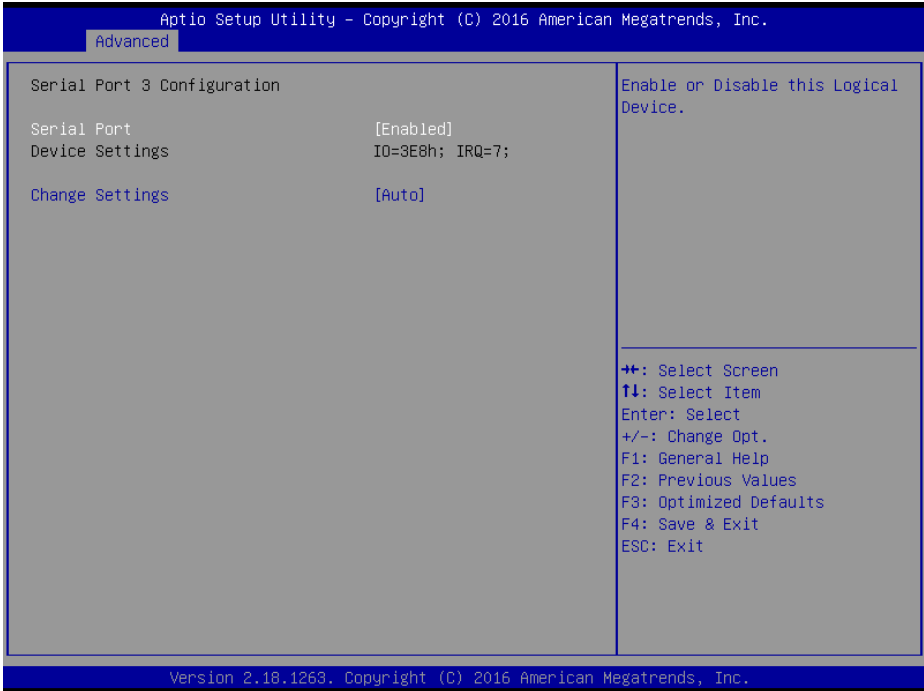 Aptio Setup Utility – Copyright (C) 2016 American Megatrends, Inc.
Advanced
Serial Port 3 Configuration
Serial Port [Enabled]
Device Settings IO=3E8h; IRQ=7;
Change Settings [Auto]
Enable or Disable this Logical
Device.
→←: Select Screen
↑↓: Select Item
Enter: Select
+/-: Change Opt.
F1: General Help
F2: Previous Values
F3: Optimized Defaults
F4: Save & Exit
ESC: Exit
Version 2.18.1263. Copyright (C) 2016 American Megatrends, Inc.